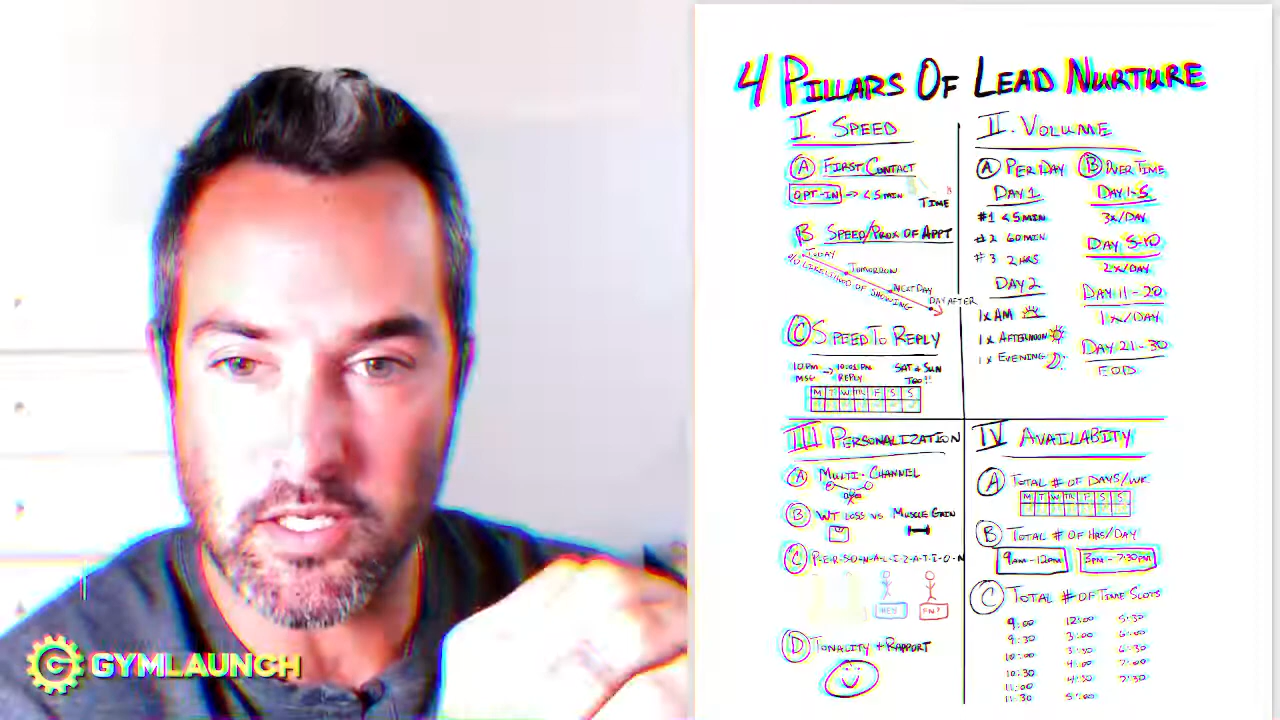 4 PILLARS OF LEAD NURTURE
I. SPEED
A FIRST CONTACT
OPT-IN → <5 MIN
TIME
B SPEED/PROX OF APPT
TODAY
TOMORROW
NEXT DAY
DAY AFTER
% LIKELIHOOD OF SHOWING
C SPEED TO REPLY
10PM MSG → 10:01 PM REPLY
SAT + SUN TOO!!
M T W TH F S S
II. VOLUME
A PER DAY
DAY 1
#1 <5 MIN
#2 60 MIN
#3 2 HRS
DAY 2
1x AM
1x AFTERNOON
1x EVENING
B OVER TIME
DAY 1-5
3x/DAY
DAY 5-10
2x/DAY
DAY 11-20
1x/DAY
DAY 21-30
EOD
III PERSONALIZATION
A MULTI-CHANNEL
B WT LOSS VS MUSCLE GAIN
C P-E-R-S-O-N-A-L-I-Z-A-T-I-O-N
D TONALITY + RAPPORT
IV AVAILABITY
A TOTAL # OF DAYS/WK
M T W TH F S S
B TOTAL # OF HRS/DAY
9AM-12PM 3PM-7:30PM
C TOTAL # OF TIME SLOTS
9:00 12:00 5:30
9:30 3:00 6:00
10:00 3:30 6:30
10:30 4:00 7:00
11:00 4:30 7:30
11:30 5:00
GYMLAUNCH